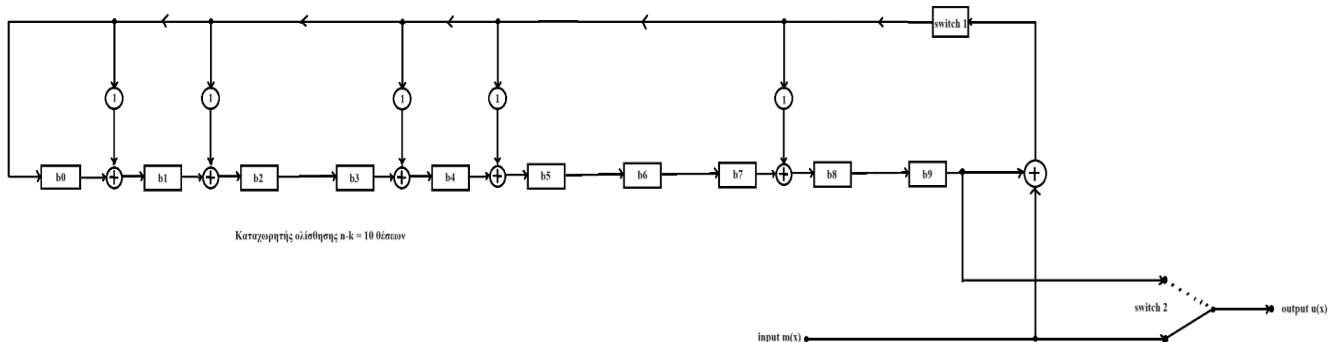 switch 1
1 1 1 1 1
b0 b1 b2 b3 b4 b5 b6 b7 b8 b9
Καταχωρητής ολίσθησης n-k = 10 θέσεων
switch 2
output u(x)
input m(x)